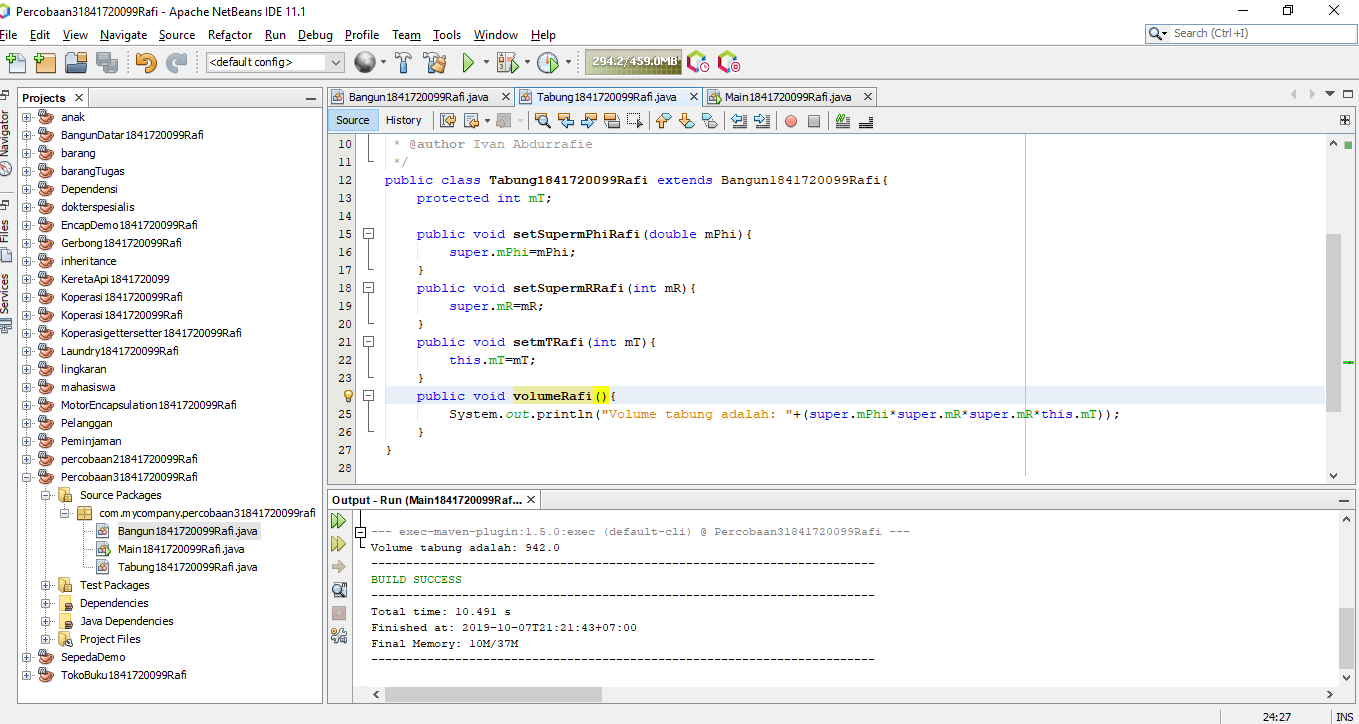 Percobaan31841720099Rafi - Apache NetBeans IDE 11.1
File Edit View Navigate Source Refactor Run Debug Profile Team Tools Window Help
Search (Ctrl+I)
<default config>
294.2/459.0MB
Navigator
Files
Services
Projects
anak
BangunDatar1841720099Rafi
barang
barangTugas
Dependensi
dokterspesialis
EncapDemo1841720099Rafi
Gerbong1841720099Rafi
inheritance
KeretaApi1841720099
Koperasi1841720099Rafi
Koperasi1841720099Rafi
Koperasigettersetter1841720099Rafi
Laundry1841720099Rafi
lingkaran
mahasiswa
MotorEncapsulation1841720099Rafi
Pelanggan
Peminjaman
percobaan21841720099Rafi
Percobaan31841720099Rafi
Source Packages
com.mycompany.percobaan31841720099rafi
Bangun1841720099Rafi.java
Main1841720099Rafi.java
Tabung1841720099Rafi.java
Test Packages
Dependencies
Java Dependencies
Project Files
SepedaDemo
TokoBuku1841720099Rafi
Bangun1841720099Rafi.java Tabung1841720099Rafi.java Main1841720099Rafi.java
Source History
10 * @author Ivan Abdurrafie
11 */
12 public class Tabung1841720099Rafi extends Bangun1841720099Rafi{
13 protected int mT;
14
15 public void setSupermPhiRafi(double mPhi){
16 super.mPhi=mPhi;
17 }
18 public void setSupermRRafi(int mR){
19 super.mR=mR;
20 }
21 public void setmTRafi(int mT){
22 this.mT=mT;
23 }
public void volumeRafi(){
25 System.out.println("Volume tabung adalah: "+(super.mPhi*super.mR*super.mR*this.mT));
26 }
27 }
28
Output - Run (Main1841720099Raf...
--- exec-maven-plugin:1.5.0:exec (default-cli) @ Percobaan31841720099Rafi ---
Volume tabung adalah: 942.0
------------------------------------------------------------------------
BUILD SUCCESS
------------------------------------------------------------------------
Total time: 10.491 s
Finished at: 2019-10-07T21:21:43+07:00
Final Memory: 10M/37M
------------------------------------------------------------------------
24:27 INS